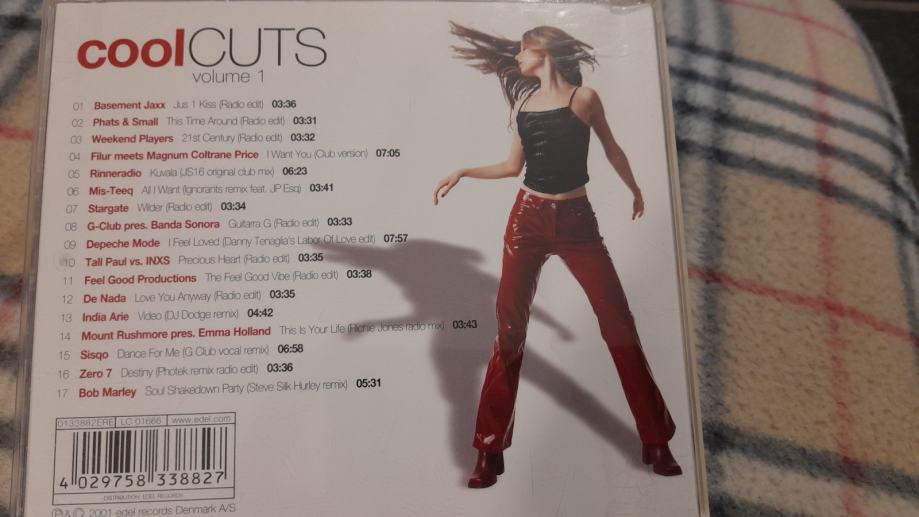 coolCUTS
volume 1
01 Basement Jaxx Jus 1 Kiss (Radio edit) 03:36
02 Phats & Small This Time Around (Radio edit) 03:31
03 Weekend Players 21st Century (Radio edit) 03:32
04 Filur meets Magnum Coltrane Price I Want You (Club version) 07:05
05 Rinneradio Kuvala (JS16 original club mix) 06:23
06 Mis-Teeq All I Want (Ignorants remix feat. JP Esq) 03:41
07 Stargate Wilder (Radio edit) 03:34
08 G-Club pres. Banda Sonora Guitarra G (Radio edit) 03:33
09 Depeche Mode I Feel Loved (Danny Tenaglia's Labor Of Love edit) 07:57
10 Tall Paul vs. INXS Precious Heart (Radio edit) 03:35
11 Feel Good Productions The Feel Good Vibe (Radio edit) 03:38
12 De Nada Love You Anyway (Radio edit) 03:35
13 India Arie Video (DJ Dodge remix) 04:42
14 Mount Rushmore pres. Emma Holland This Is Your Life (Richie Jones radio mix) 03:43
15 Sisqo Dance For Me (G Club vocal remix) 06:58
16 Zero 7 Destiny (Photek remix radio edit) 03:36
17 Bob Marley Soul Shakedown Party (Steve Silk Hurley remix) 05:31
0133882ERE LC 01666 www.edel.com
4 029758 338827
DISTRIBUTION: EDEL RECORDS
℗ & © 2001 edel records Denmark A/S